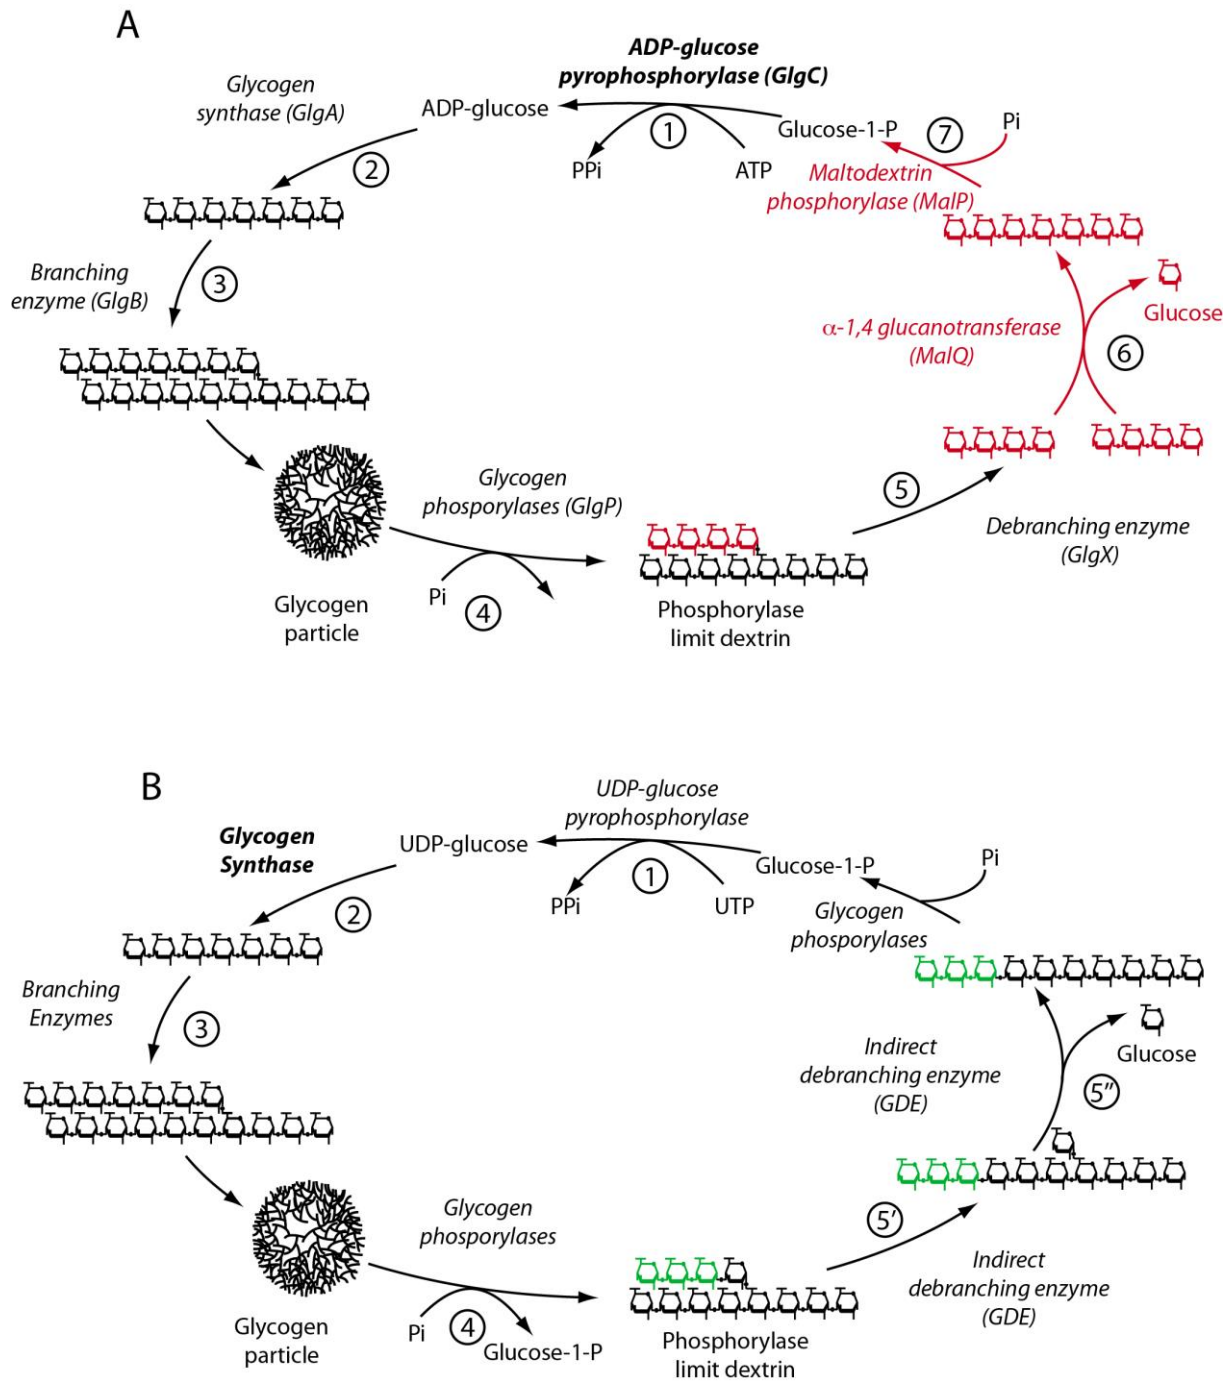 A
ADP-glucose
pyrophosphorylase (GlgC)
Glycogen
synthase (GlgA)
ADP-glucose
1
Glucose-1-P
7
Pi
PPi
ATP
2
Maltodextrin
phosphorylase (MalP)
Branching
enzyme (GlgB)
3
Glucose
α-1,4 glucanotransferase
(MalQ)
6
Glycogen
phosporylases (GlgP)
5
Debranching enzyme
(GlgX)
Pi
4
Glycogen
particle
Phosphorylase
limit dextrin
B
UDP-glucose
pyrophosphorylase
Glycogen
Synthase
UDP-glucose
1
Glucose-1-P
Pi
PPi
UTP
2
Glycogen
phosporylases
Branching
Enzymes
3
Indirect
debranching enzyme
(GDE)
Glucose
5″
Glycogen
phosporylases
5′
Indirect
debranching enzyme
(GDE)
Pi
4
Glucose-1-P
Glycogen
particle
Phosphorylase
limit dextrin